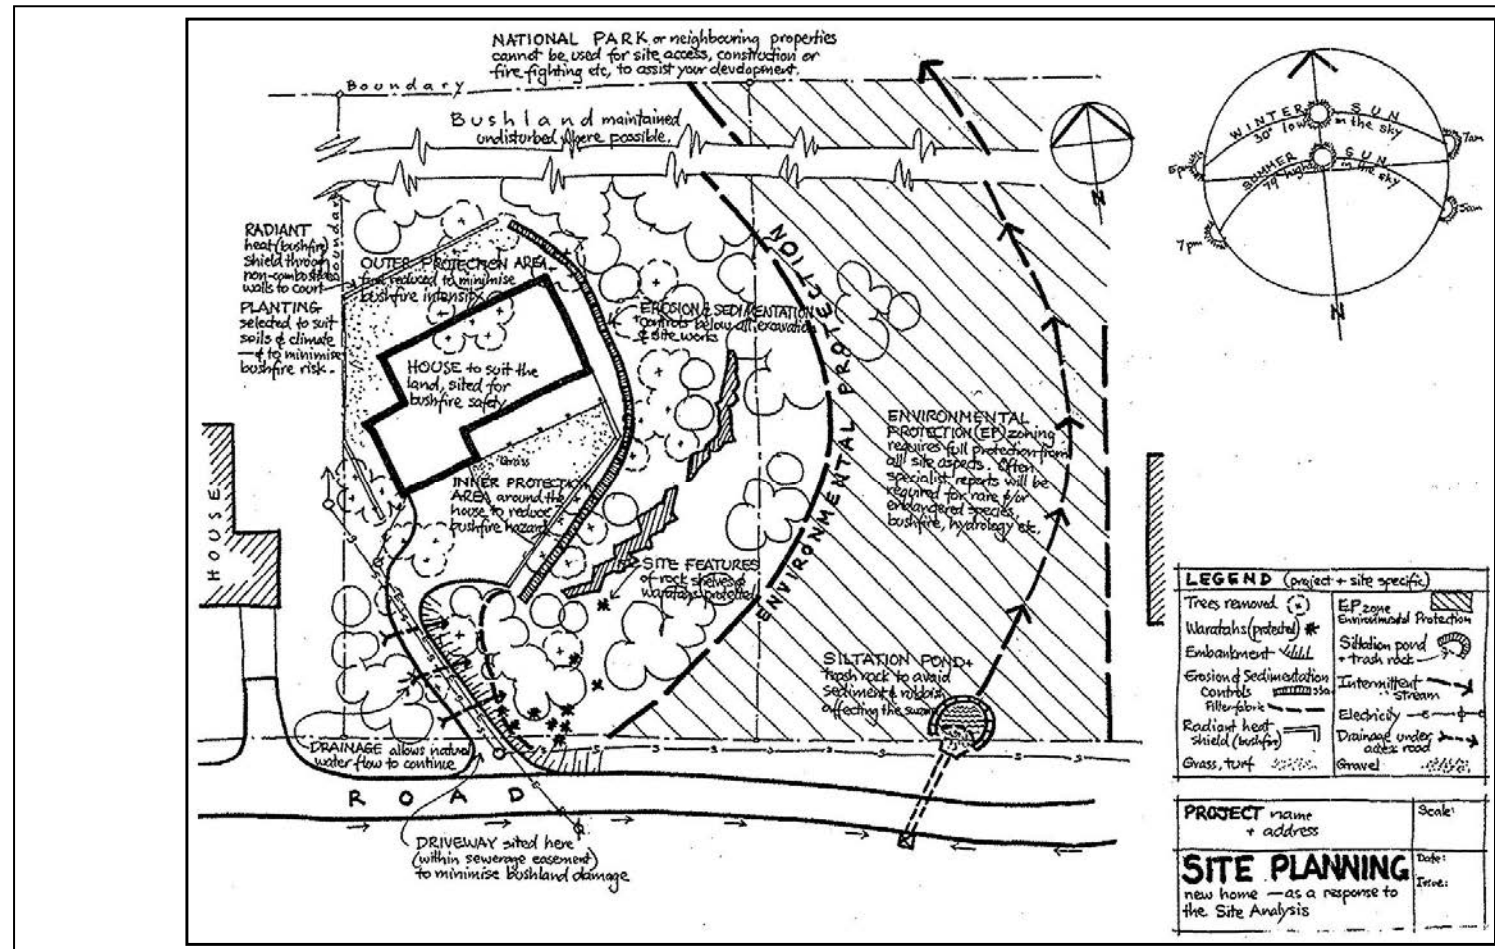 NATIONAL PARK or neighbouring properties
cannot be used for site access, construction or
fire fighting etc, to assist your development.
Boundary
Bushland maintained
undisturbed where possible.
N
WINTER SUN
30° low in the sky
SUMMER SUN
79° high in the sky
7am
5pm
5am
7pm
N
Boundary
RADIANT
heat (bushfire)
shield through
walls to court
PLANTING
selected to suit
soils & climate
— & to minimise
bushfire risk.
OUTER PROTECTION AREA
fuel reduced to minimise
bushfire intensity
EROSION & SEDIMENTATION
controls below all excavation
& site works
HOUSE to suit the
land, sited for
bushfire safety
Grass
INNER PROTECTION
AREA around the
house to reduce
bushfire hazard
ENVIRONMENTAL PROTECTION
ENVIRONMENTAL
PROTECTION (EP) zoning
requires full protection from
all site aspects. Often
specialist reports will be
required for rare &/or
endangered species,
bushfire, hydrology etc.
HOUSE
SITE FEATURES
of rock shelves &
waratahs protected
SILTATION POND +
trash rack to avoid
sediment & rubbish
affecting the swamp
DRAINAGE allows natural
water flow to continue
ROAD
DRIVEWAY sited here
(within sewerage easement)
to minimise bushland damage
LEGEND (project + site specific)
Trees removed
Waratahs (protected)
Embankment
Erosion & Sedimentation
Controls
Filter fabric
Radiant heat
shield (bushfire)
Grass, turf
E.P. zone
Environmental Protection
Siltation pond
+ trash rack
Intermittent
stream
Electricity
Drainage under
access road
Gravel
PROJECT name
+ address
Scale:
SITE PLANNING
new home — as a response to
the Site Analysis
Date:
Issue: